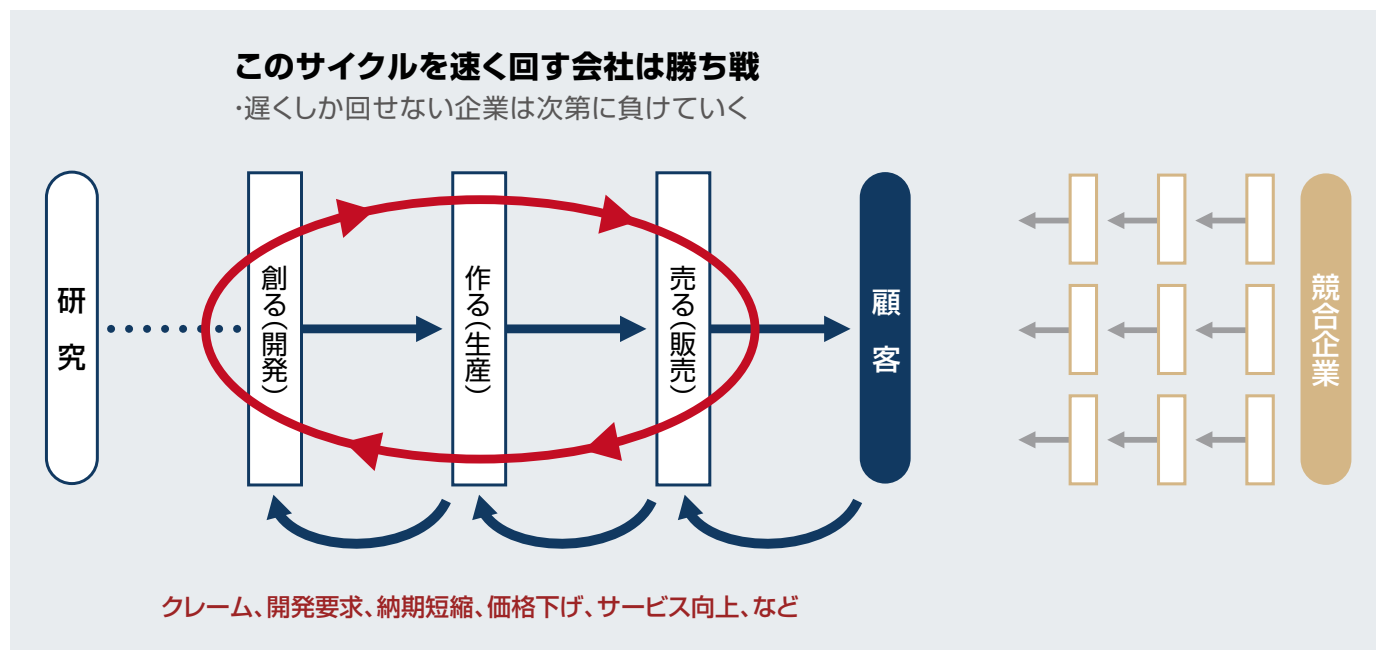 このサイクルを速く回す会社は勝ち戦
・遅くしか回せない企業は次第に負けていく
研究
創る(開発)
作る(生産)
売る(販売)
顧客
競合企業
クレーム、開発要求、納期短縮、価格下げ、サービス向上、など